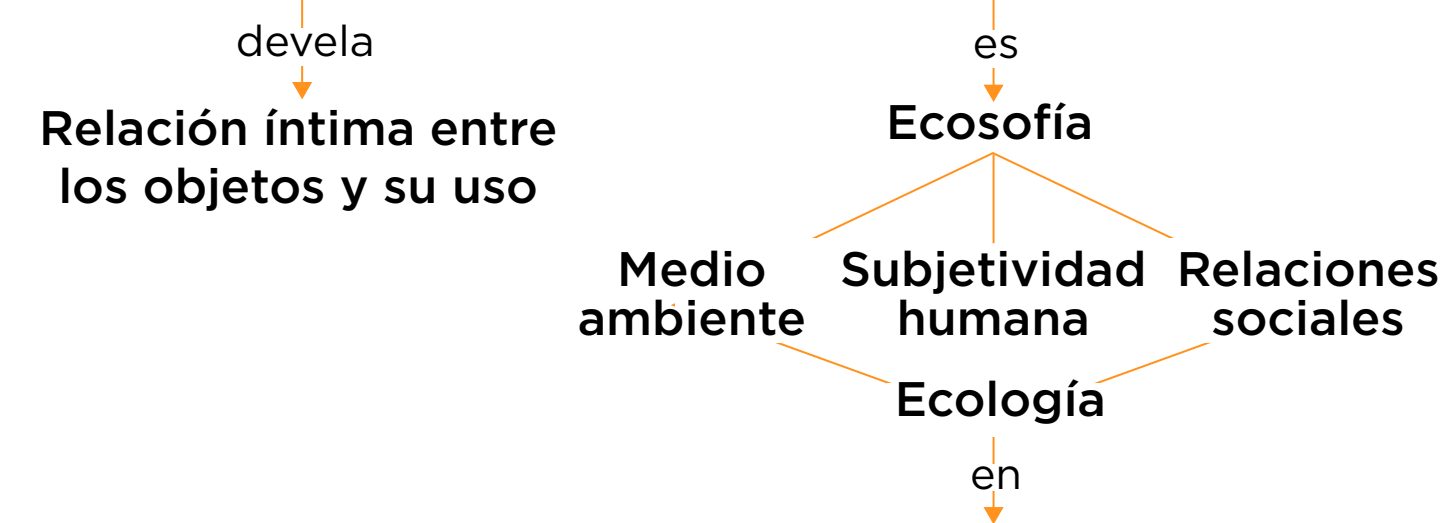 devela
Relación íntima entre
los objetos y su uso
es
Ecosofía
Medio
ambiente
Subjetividad
humana
Relaciones
sociales
Ecología
en